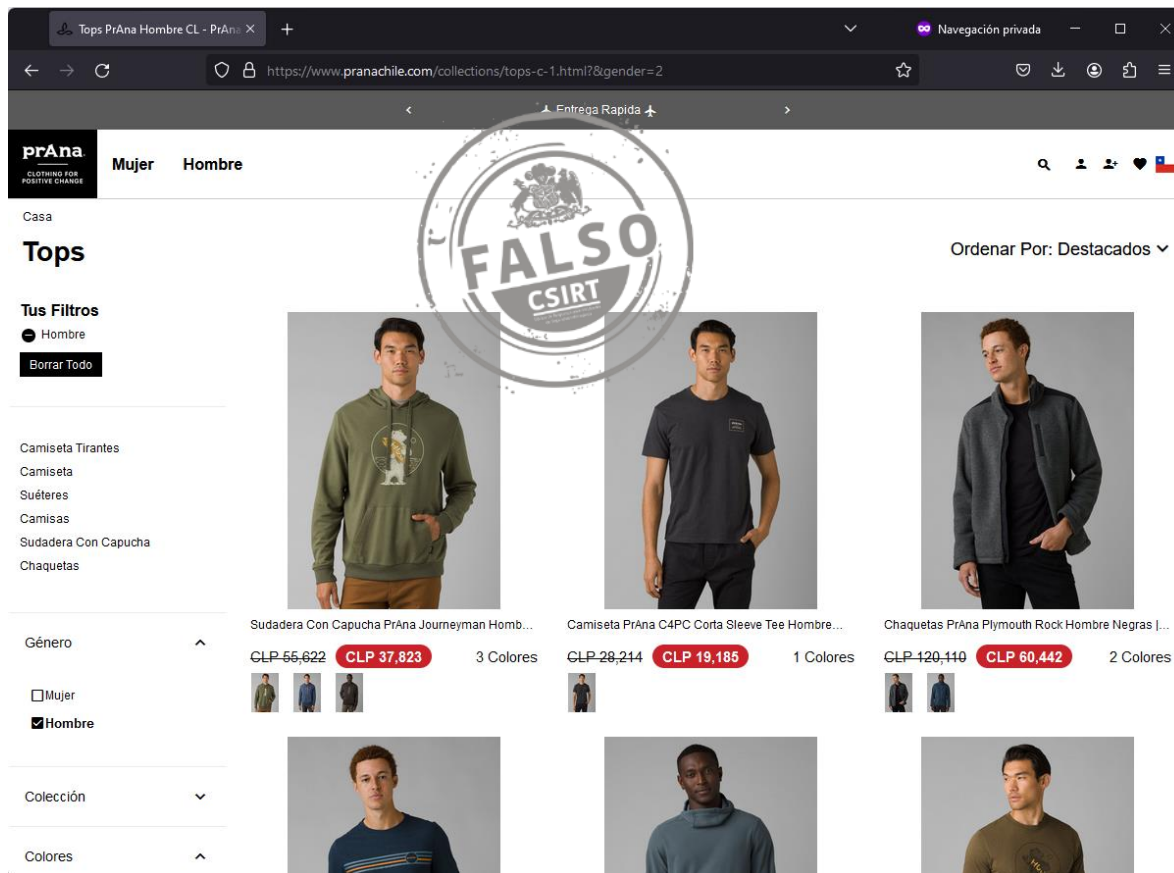 Tops PrAna Hombre CL - PrAna
Navegación privada
https://www.pranachile.com/collections/tops-c-1.html?&gender=2
Entrega Rapida
prAna
CLOTHING FOR
POSITIVE CHANGE
Mujer Hombre
Casa
FALSO
CSIRT
Tops
Ordenar Por: Destacados
Tus Filtros
Hombre
Borrar Todo
Camiseta Tirantes
Camiseta
Suéteres
Camisas
Sudadera Con Capucha
Chaquetas
Sudadera Con Capucha PrAna Journeyman Homb...
CLP 55,622 CLP 37,823 3 Colores
Camiseta PrAna C4PC Corta Sleeve Tee Hombre...
CLP 28,214 CLP 19,185 1 Colores
Chaquetas PrAna Plymouth Rock Hombre Negras |...
CLP 120,110 CLP 60,442 2 Colores
Género
Mujer
Hombre
Colección
Colores